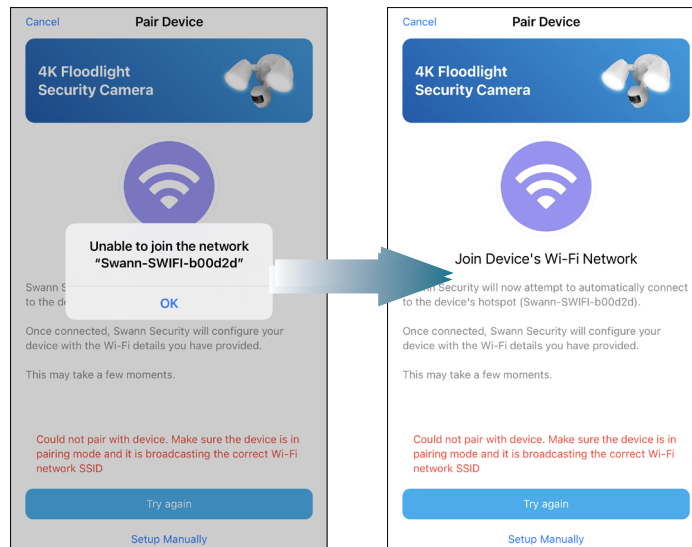 Cancel Pair Device
4K Floodlight
Security Camera
Unable to join the network
“Swann-SWIFI-b00d2d”
Swann S
to the de
OK
Once connected, Swann Security will configure your
device with the Wi-Fi details you have provided.
This may take a few moments.
Could not pair with device. Make sure the device is in
pairing mode and it is broadcasting the correct Wi-Fi
network SSID
Try again
Setup Manually
Cancel Pair Device
4K Floodlight
Security Camera
Join Device's Wi-Fi Network
Security will now attempt to automatically connect
to the device's hotspot (Swann-SWIFI-b00d2d).
Once connected, Swann Security will configure your
device with the Wi-Fi details you have provided.
This may take a few moments.
Could not pair with device. Make sure the device is in
pairing mode and it is broadcasting the correct Wi-Fi
network SSID
Try again
Setup Manually